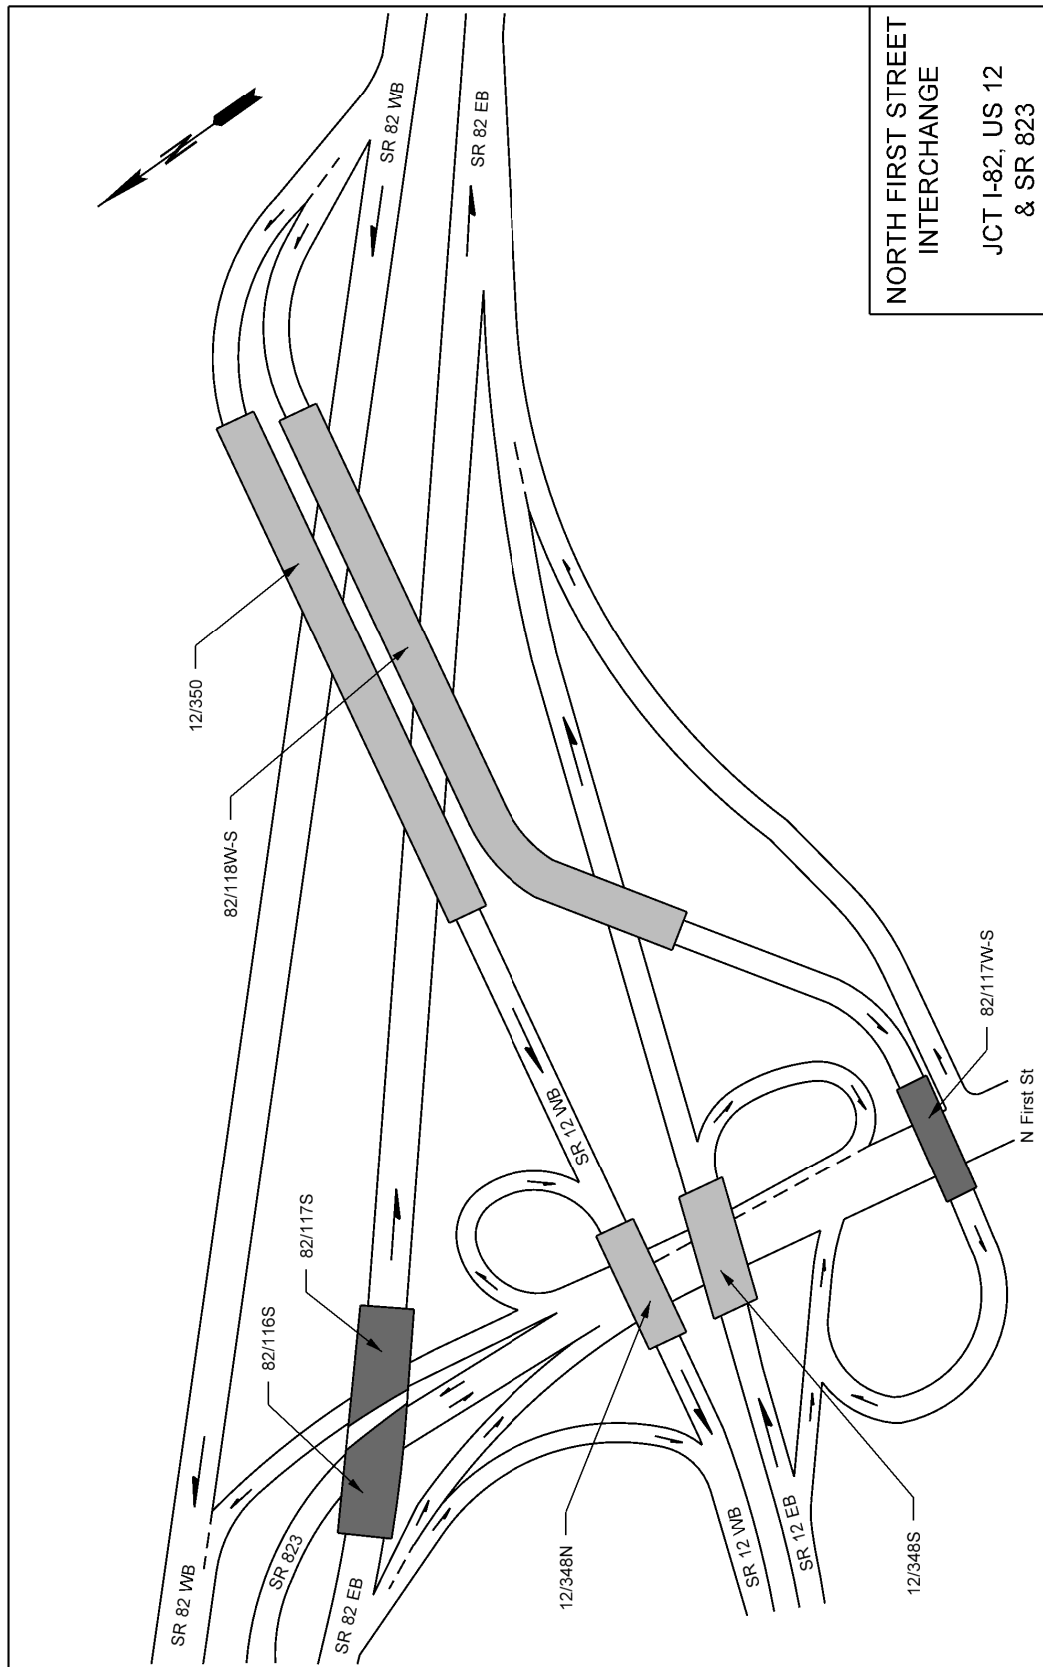 NORTH FIRST STREET
INTERCHANGE
JCT I-82, US 12
& SR 823
N
SR 82 WB
SR 82 EB
12/350
82/118W-S
SR 12 WB
82/117W-S
N First St
82/117S
82/116S
SR 82 WB
SR 823
SR 82 EB
12/348N
SR 12 WB
SR 12 EB
12/348S